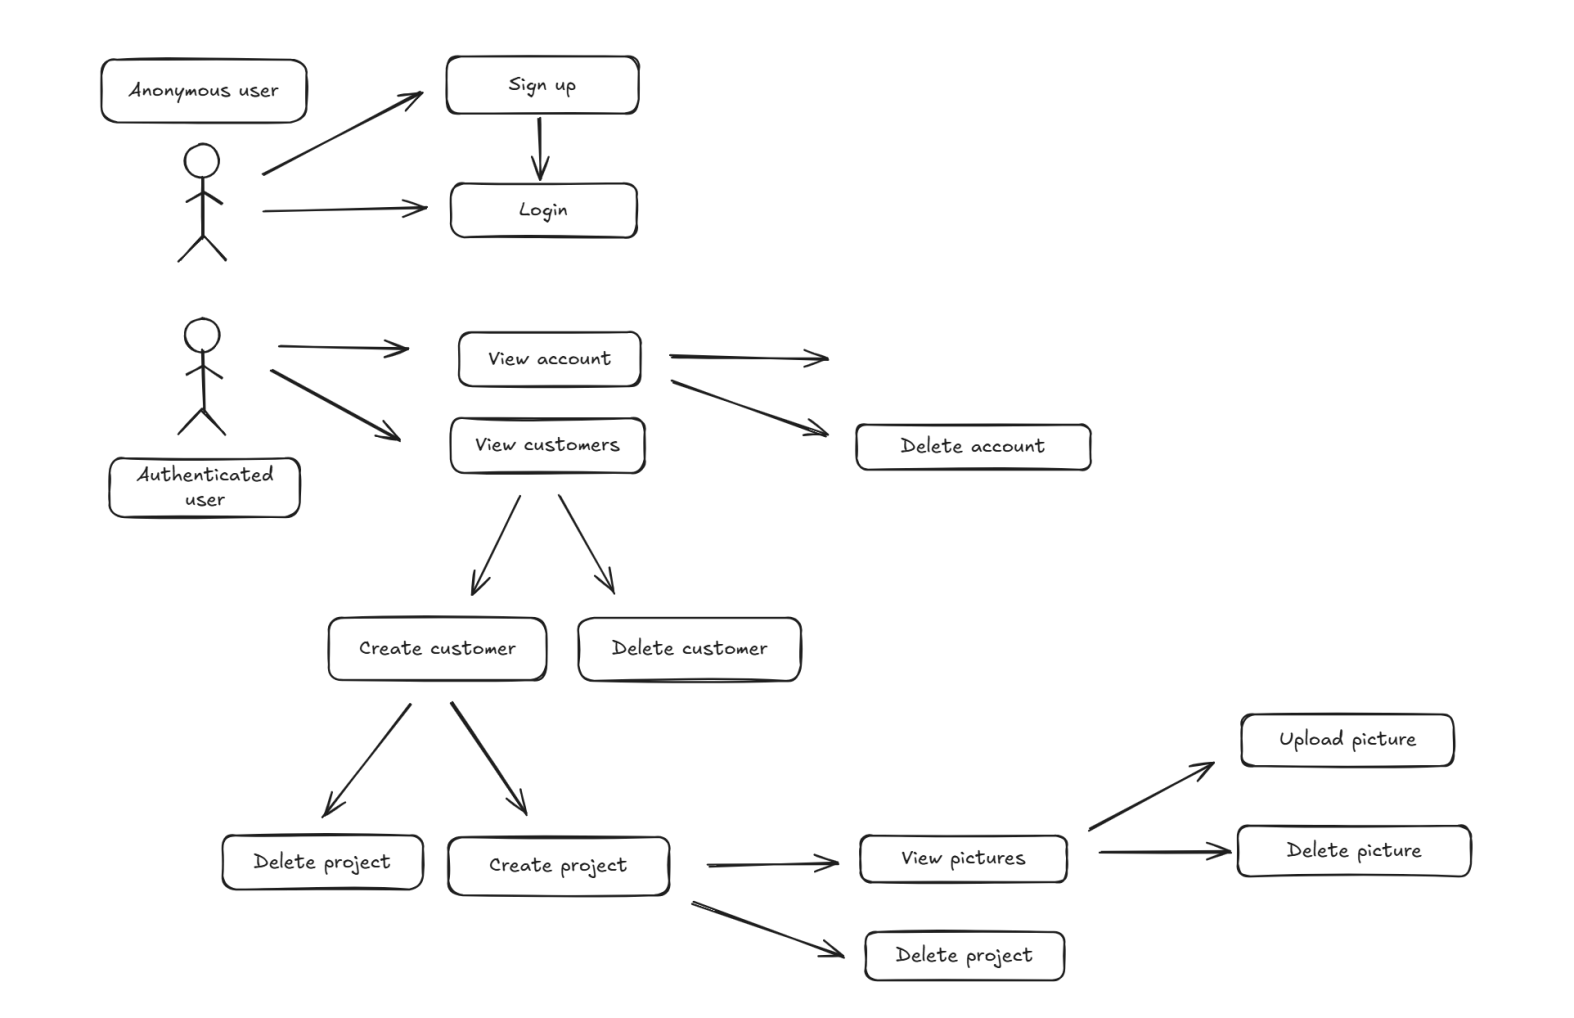 Anonymous user
Sign up
Login
View account
View customers
Delete account
Authenticated
user
Create customer
Delete customer
Upload picture
Delete project
Create project
View pictures
Delete picture
Delete project